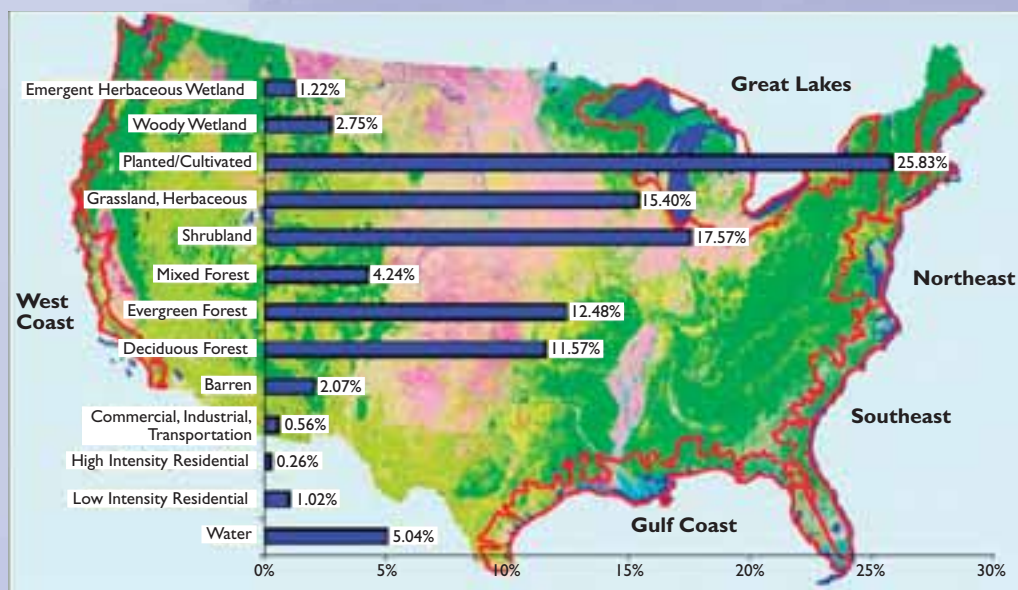 Great Lakes
Emergent Herbaceous Wetland 1.22%
Woody Wetland 2.75%
Planted/Cultivated 25.83%
Grassland, Herbaceous 15.40%
Shrubland 17.57%
Northeast
Mixed Forest 4.24%
West
Coast
Evergreen Forest 12.48%
Deciduous Forest 11.57%
Barren 2.07%
Southeast
Commercial, Industrial,
Transportation 0.56%
High Intensity Residential 0.26%
Low Intensity Residential 1.02%
Gulf Coast
Water 5.04%
0% 5% 10% 15% 20% 25% 30%